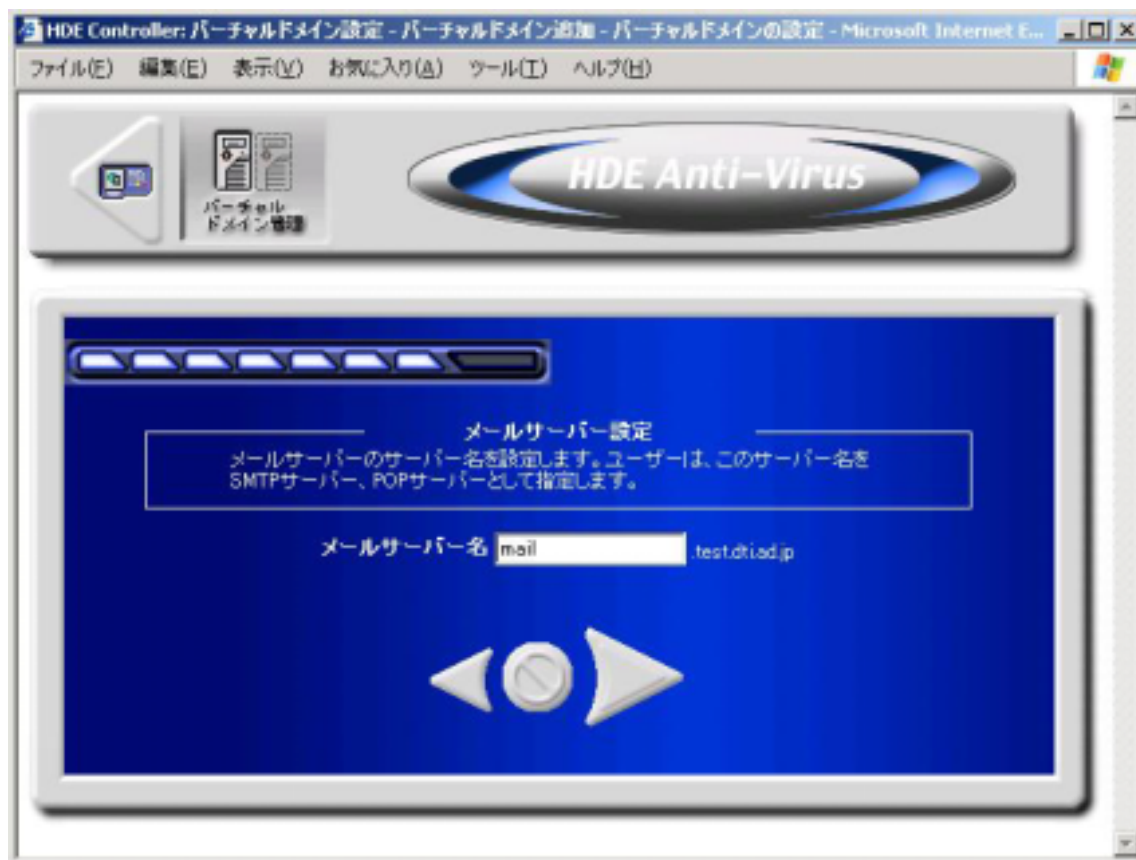 HDE Controller: バーチャルドメイン設定 - バーチャルドメイン追加 - バーチャルドメインの設定 - Microsoft Internet E...
ファイル(F) 編集(E) 表示(V) お気に入り(A) ツール(T) ヘルプ(H)
バーチャル
ドメイン管理
HDE Anti-Virus
メールサーバー設定
メールサーバーのサーバー名を設定します。ユーザーは、このサーバー名を
SMTPサーバー、POPサーバーとして指定します。
メールサーバー名 mail .test.dti.ad.jp